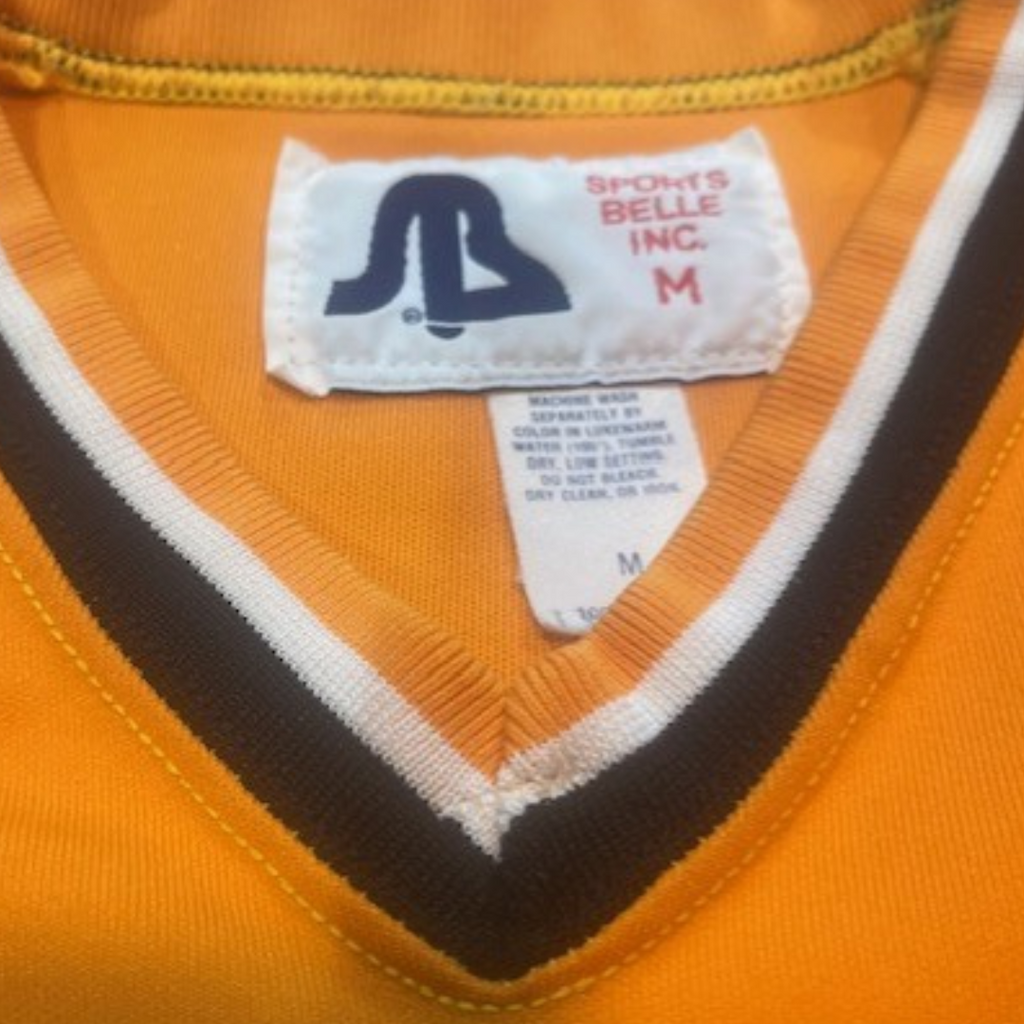 SPORTS
BELLE
INC.
M
®
MACHINE WASH
SEPARATELY BY
COLOR IN LUKEWARM
WATER (100°). TUMBLE
DRY, LOW SETTING.
DO NOT BLEACH,
DRY CLEAN, OR IRON.
M